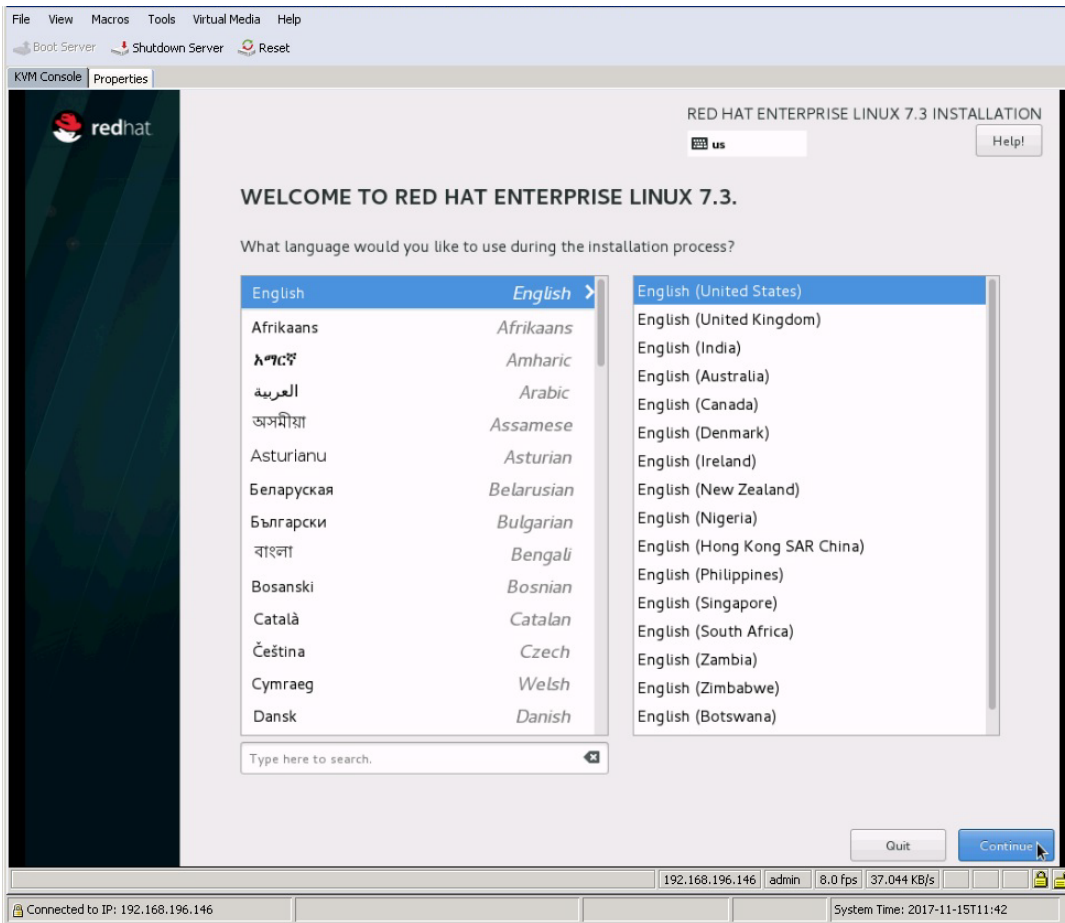 File View Macros Tools Virtual Media Help
Boot Server Shutdown Server Reset
KVM Console Properties
redhat
RED HAT ENTERPRISE LINUX 7.3 INSTALLATION
us Help!
WELCOME TO RED HAT ENTERPRISE LINUX 7.3.
What language would you like to use during the installation process?
English English
Afrikaans Afrikaans
አማርኛ Amharic
العربية Arabic
অসমীয়া Assamese
Asturianu Asturian
Беларуская Belarusian
Български Bulgarian
বাংলা Bengali
Bosanski Bosnian
Català Catalan
Čeština Czech
Cymraeg Welsh
Dansk Danish
English (United States)
English (United Kingdom)
English (India)
English (Australia)
English (Canada)
English (Denmark)
English (Ireland)
English (New Zealand)
English (Nigeria)
English (Hong Kong SAR China)
English (Philippines)
English (Singapore)
English (South Africa)
English (Zambia)
English (Zimbabwe)
English (Botswana)
Type here to search.
Quit Continue
192.168.196.146 admin 8.0 fps 37.044 KB/s
Connected to IP: 192.168.196.146 System Time: 2017-11-15T11:42